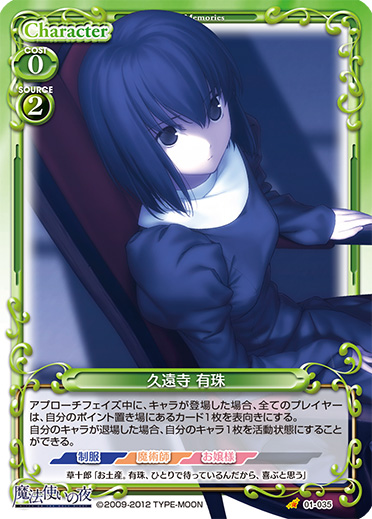 Memories
Character
COST
0
SOURCE
2
久遠寺 有珠
アプローチフェイズ中に、キャラが登場した場合、全てのプレイヤー
は、自分のポイント置き場にあるカード1枚を表向きにする。
自分のキャラが退場した場合、自分のキャラ1枚を活動状態にすること
ができる。
制服 魔術師 お嬢様
草十郎「お土産。有珠、ひとりで待っているんだから、喜ぶと思う」
魔法使いの夜
01-035
©2009-2012 TYPE-MOON